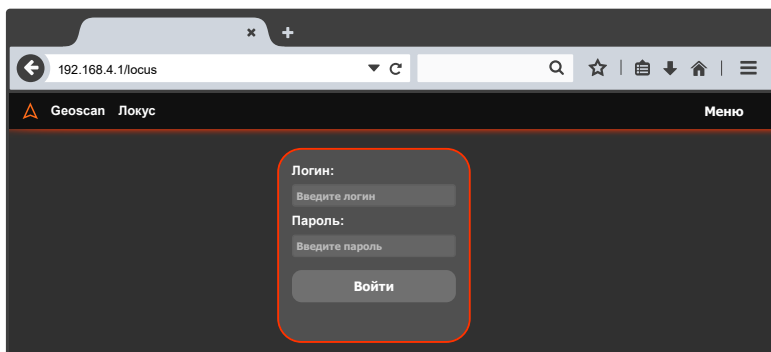 192.168.4.1/locus
Geoscan Локус
Меню
Логин:
Введите логин
Пароль:
Введите пароль
Войти